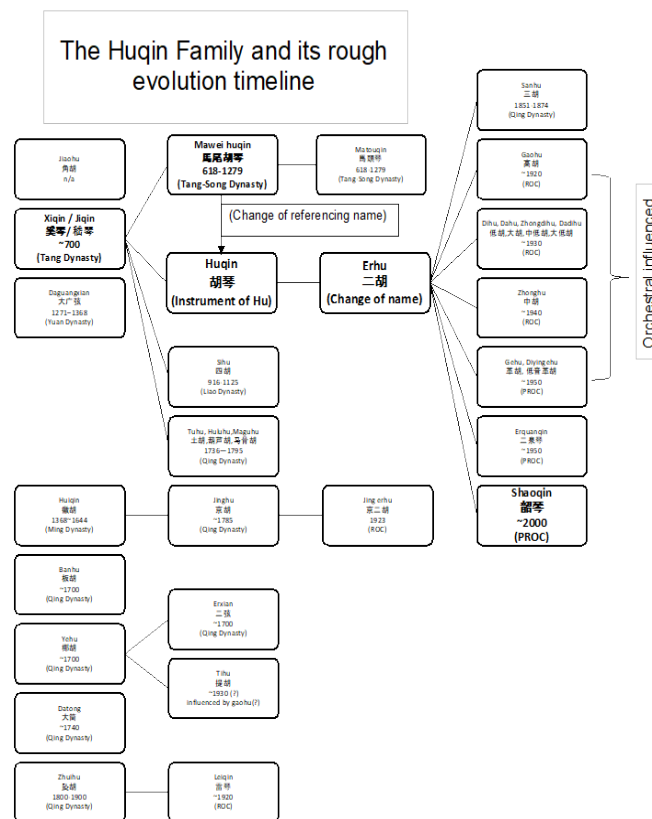 The Huqin Family and its rough
evolution timeline
Jiaohu
角胡
n/a
Xiqin / Jiqin
奚琴/ 嵇琴
~700
(Tang Dynasty)
Daguangxian
大广弦
1271~1368
(Yuan Dynasty)
Mawei huqin
馬尾胡琴
618-1279
(Tang-Song Dynasty)
Matouqin
馬頭琴
618-1279
(Tang-Song Dynasty)
(Change of referencing name)
Huqin
胡琴
(Instrument of Hu)
Erhu
二胡
(Change of name)
Sihu
四胡
916-1125
(Liao Dynasty)
Tuhu, Huluhu,Maguhu
土胡,葫芦胡,马骨胡
1736—1795
(Qing Dynasty)
Sanhu
三胡
1851-1874
(Qing Dynasty)
Gaohu
高胡
~1920
(ROC)
Dihu, Dahu, Zhongdihu, Dadihu
低胡,大胡,中低胡,大低胡
~1930
(ROC)
Zhonghu
中胡
~1940
(ROC)
Gehu, Diyingehu
革胡, 低音革胡
~1950
(PROC)
Erquanqin
二泉琴
~1950
(PROC)
Shaoqin
韶琴
~2000
(PROC)
Orchestral influenced
Huiqin
徽胡
1368~1644
(Ming Dynasty)
Jinghu
京胡
~1785
(Qing Dynasty)
Jing erhu
京二胡
1923
(ROC)
Banhu
板胡
~1700
(Qing Dynasty)
Yehu
椰胡
~1700
(Qing Dynasty)
Erxian
二弦
~1700
(Qing Dynasty)
Tihu
提胡
~1930 (?)
influenced by gaohu(?)
Datong
大筒
~1740
(Qing Dynasty)
Zhuihu
坠胡
1800-1900
(Qing Dynasty)
Leiqin
雷琴
~1920
(ROC)